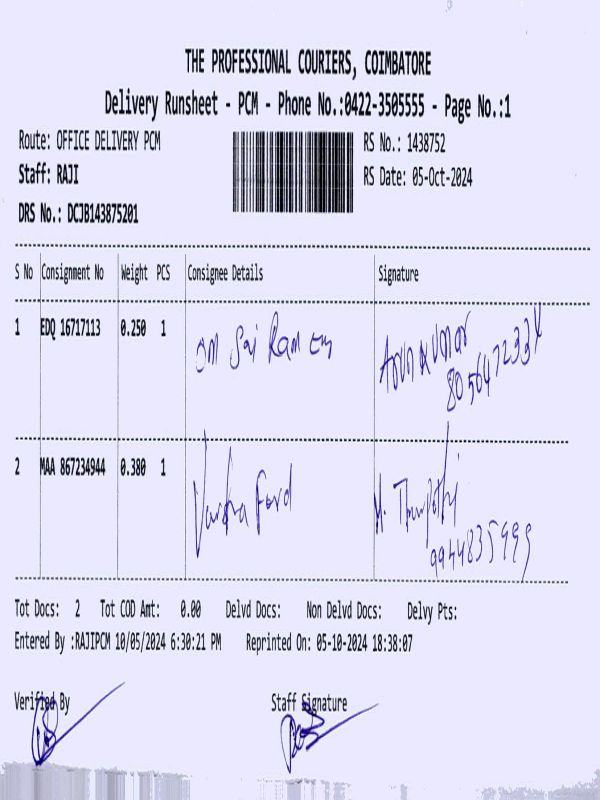 THE PROFESSIONAL COURIERS, COIMBATORE
Delivery Runsheet - PCM - Phone No.:0422-3505555 - Page No.:1
Route: OFFICE DELIVERY PCM RS No.: 1438752
Staff: RAJI RS Date: 05-Oct-2024
DRS No.: DCJB143875201
S No Consignment No Weight PCS Consignee Details Signature
1 EDQ 16717113 0.250 1 Om Sai Ram Arun kumar
2 MAA 867234944 0.380 1 Varsha Ford M.
9944835999
Tot Docs: 2 Tot COD Amt: 0.00 Delvd Docs: Non Delvd Docs: Delvy Pts:
Entered By :RAJIPCM 10/05/2024 6:30:21 PM Reprinted On: 05-10-2024 18:38:07
Verified By Staff Signature